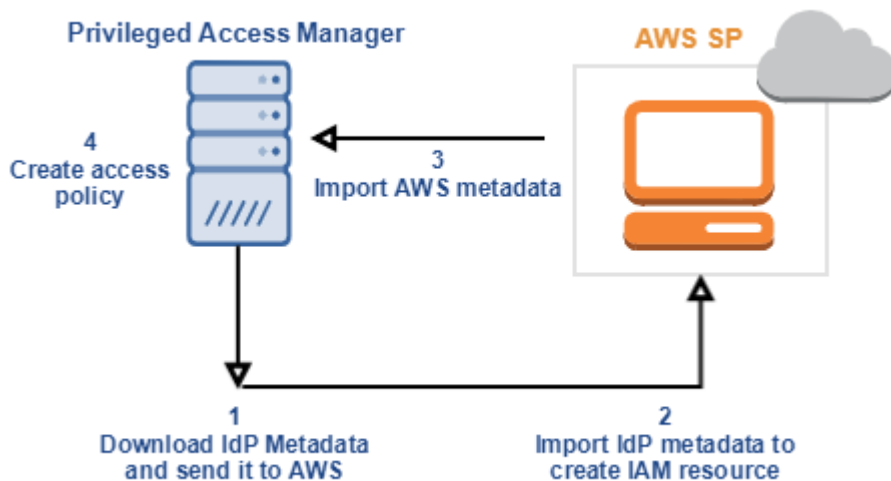 Privileged Access Manager
AWS SP
4
Create access
policy
3
Import AWS metadata
1
Download IdP Metadata
and send it to AWS
2
Import IdP metadata to
create IAM resource